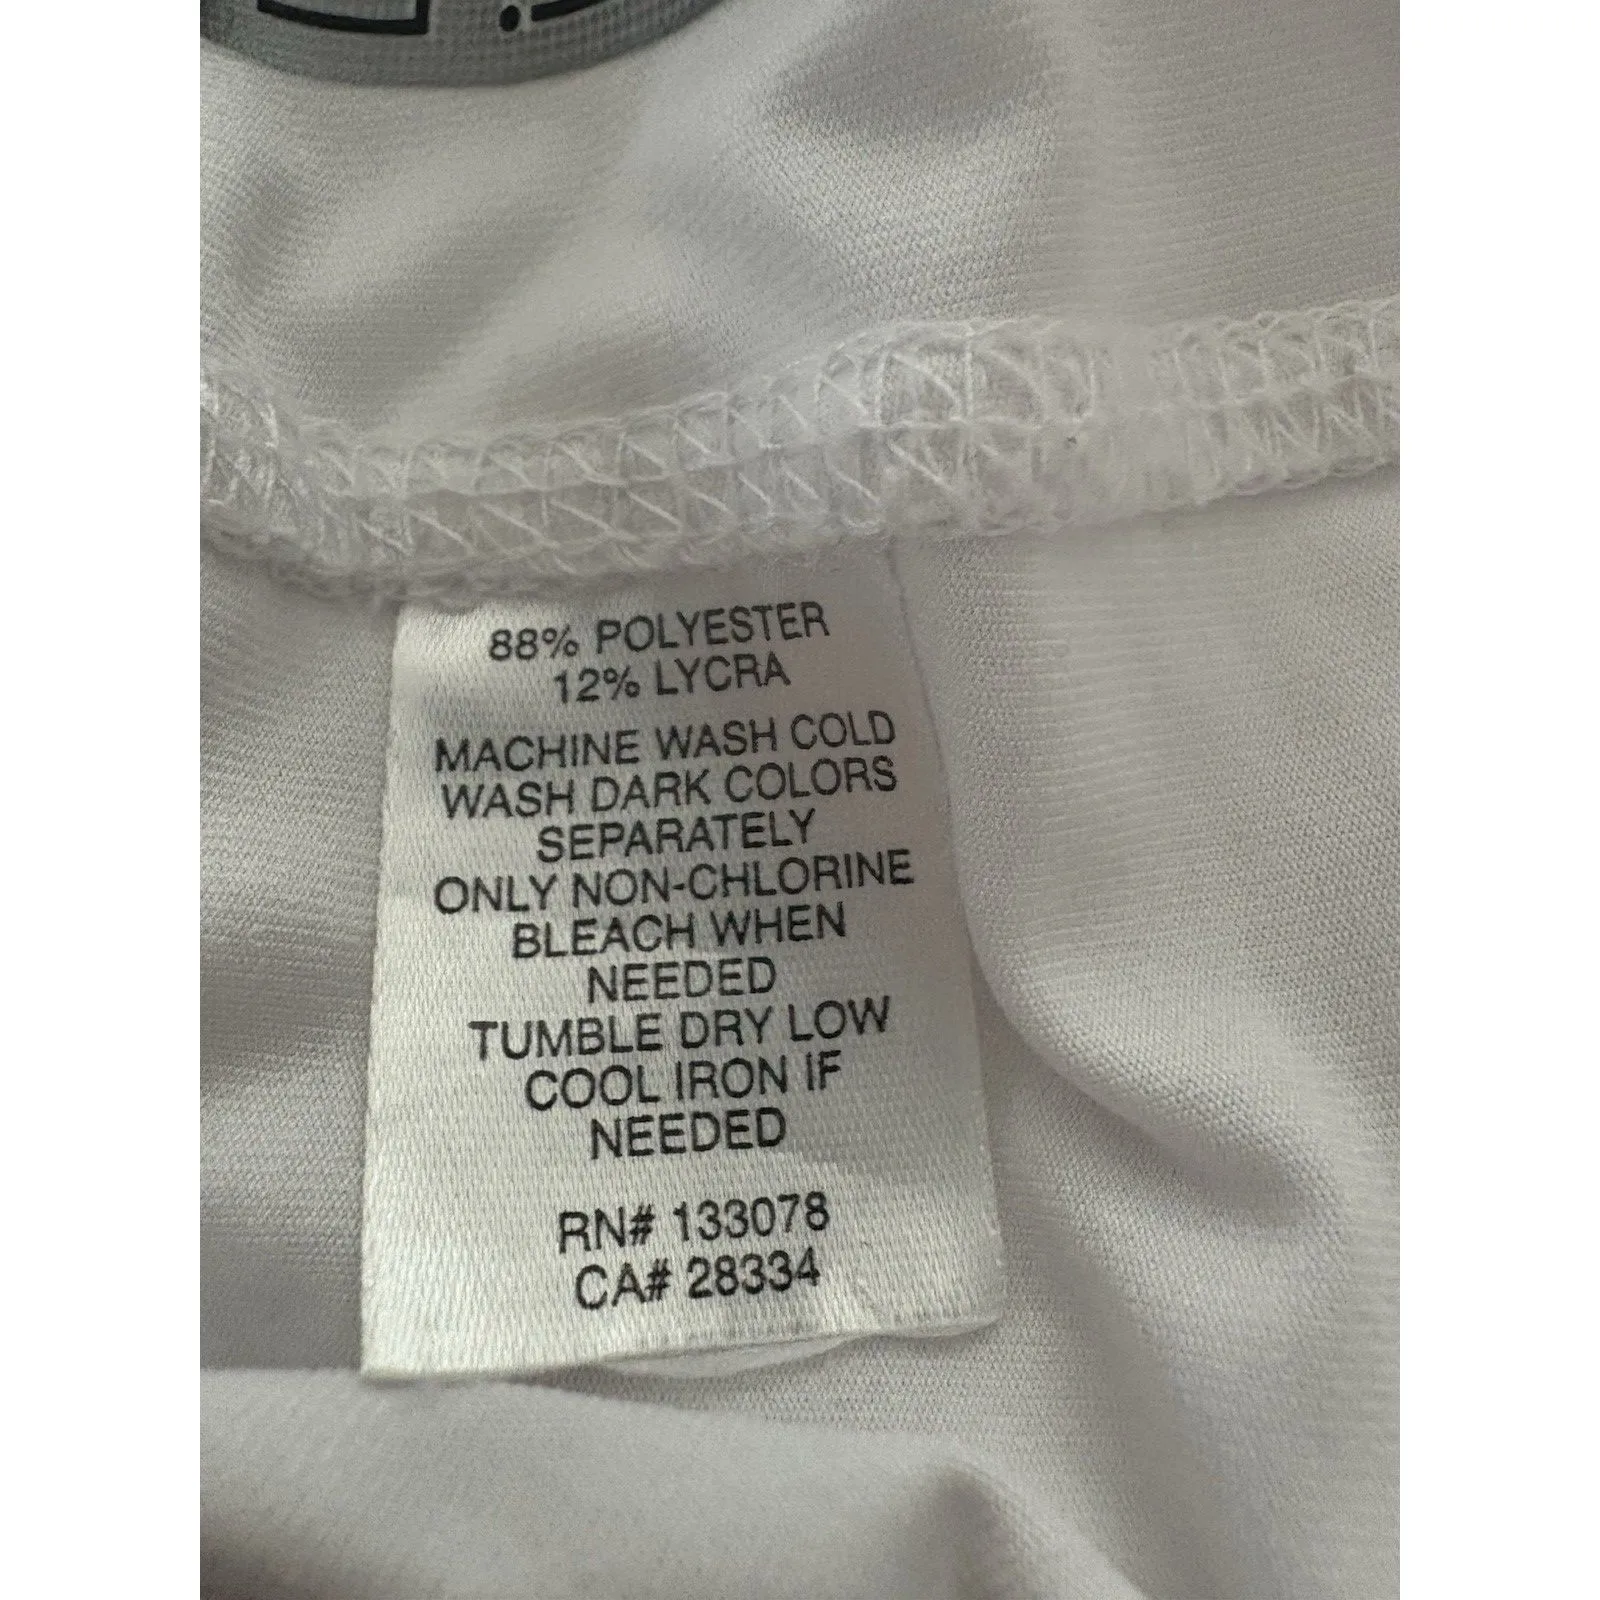 88% POLYESTER
12% LYCRA
MACHINE WASH COLD
WASH DARK COLORS
SEPARATELY
ONLY NON-CHLORINE
BLEACH WHEN
NEEDED
TUMBLE DRY LOW
COOL IRON IF
NEEDED
RN# 133078
CA# 28334